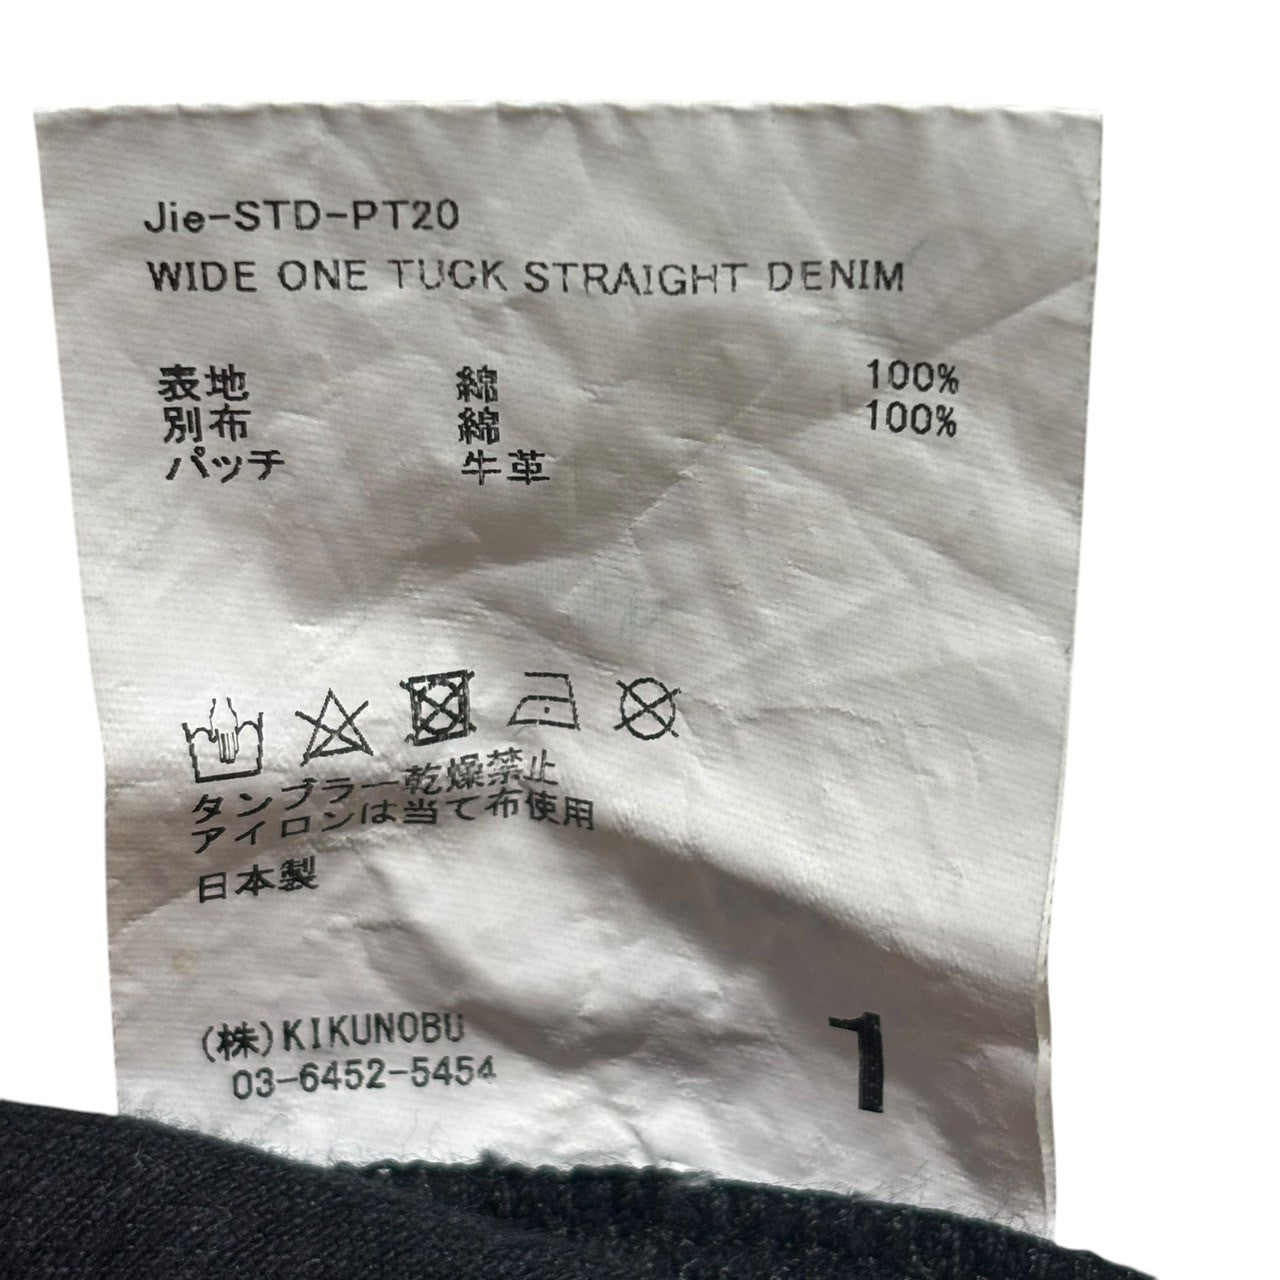 Jie-STD-PT20
WIDE ONE TUCK STRAIGHT DENIM
表地 綿 100%
別布 綿 100%
パッチ 牛革
タンブラー乾燥禁止
アイロンは当て布使用
日本製
(株)KIKUNOBU
03-6452-5454
1